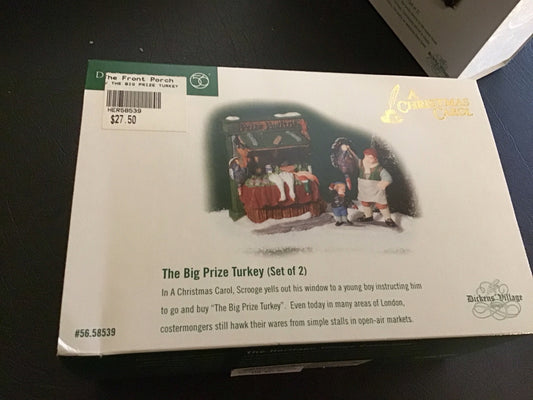 D
The Front Porch
THE BIG PRIZE TURKEY
HER58539
$27.50
A
CHRISTMAS
CAROL
The Big Prize Turkey (Set of 2)
In A Christmas Carol, Scrooge yells out his window to a young boy instructing him
to go and buy "The Big Prize Turkey". Even today in many areas of London,
costermongers still hawk their wares from simple stalls in open-air markets.
#56.58539
Dickens' Village